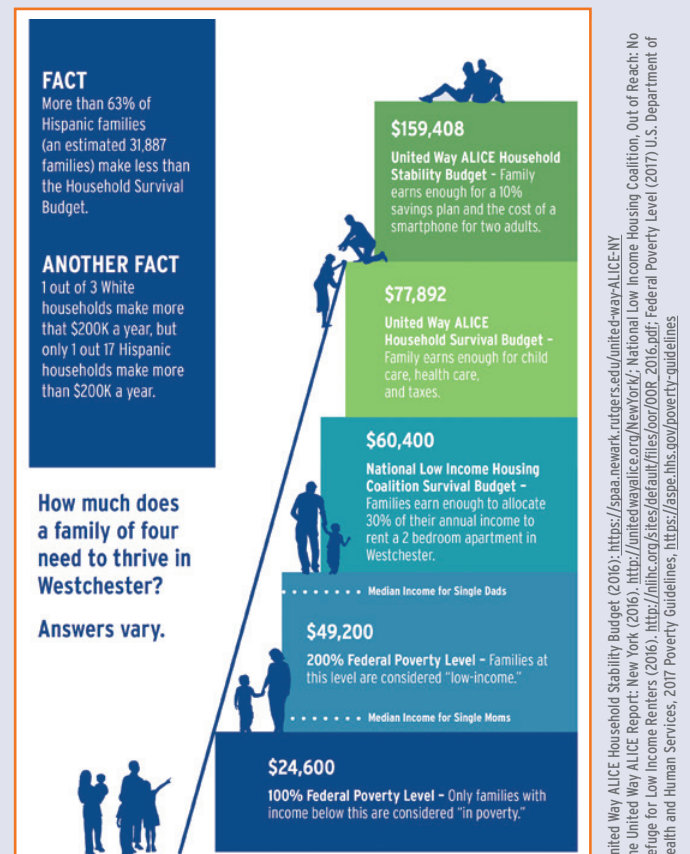 FACT
More than 63% of
Hispanic families
(an estimated 31,887
families) make less than
the Household Survival
Budget.
ANOTHER FACT
1 out of 3 White
households make more
that $200K a year, but
only 1 out 17 Hispanic
households make more
than $200K a year.
How much does
a family of four
need to thrive in
Westchester?
Answers vary.
$159,408
United Way ALICE Household
Stability Budget - Family
earns enough for a 10%
savings plan and the cost of a
smartphone for two adults.
$77,892
United Way ALICE
Household Survival Budget –
Family earns enough for child
care, health care,
and taxes.
$60,400
National Low Income Housing
Coalition Survival Budget –
Families earn enough to allocate
30% of their annual income to
rent a 2 bedroom apartment in
Westchester.
Median Income for Single Dads
$49,200
200% Federal Poverty Level – Families at
this level are considered “low-income.”
Median Income for Single Moms
$24,600
100% Federal Poverty Level – Only families with
income below this are considered “in poverty.”
Way ALICE Household Stability Budget (2016); https://spaa.newark.rutgers.edu/united-way-ALICE-NY
United Way ALICE Report: New York (2016). http://unitedwayalice.org/NewYork/; National Low Income Housing Coalition, Out of Reach: No
for Low Income Renters (2016). http://nlihc.org/sites/default/files/oor/OOR_2016.pdf; Federal Poverty Level (2017) U.S. Department of
and Human Services, 2017 Poverty Guidelines, https://aspe.hhs.gov/poverty-guidelines